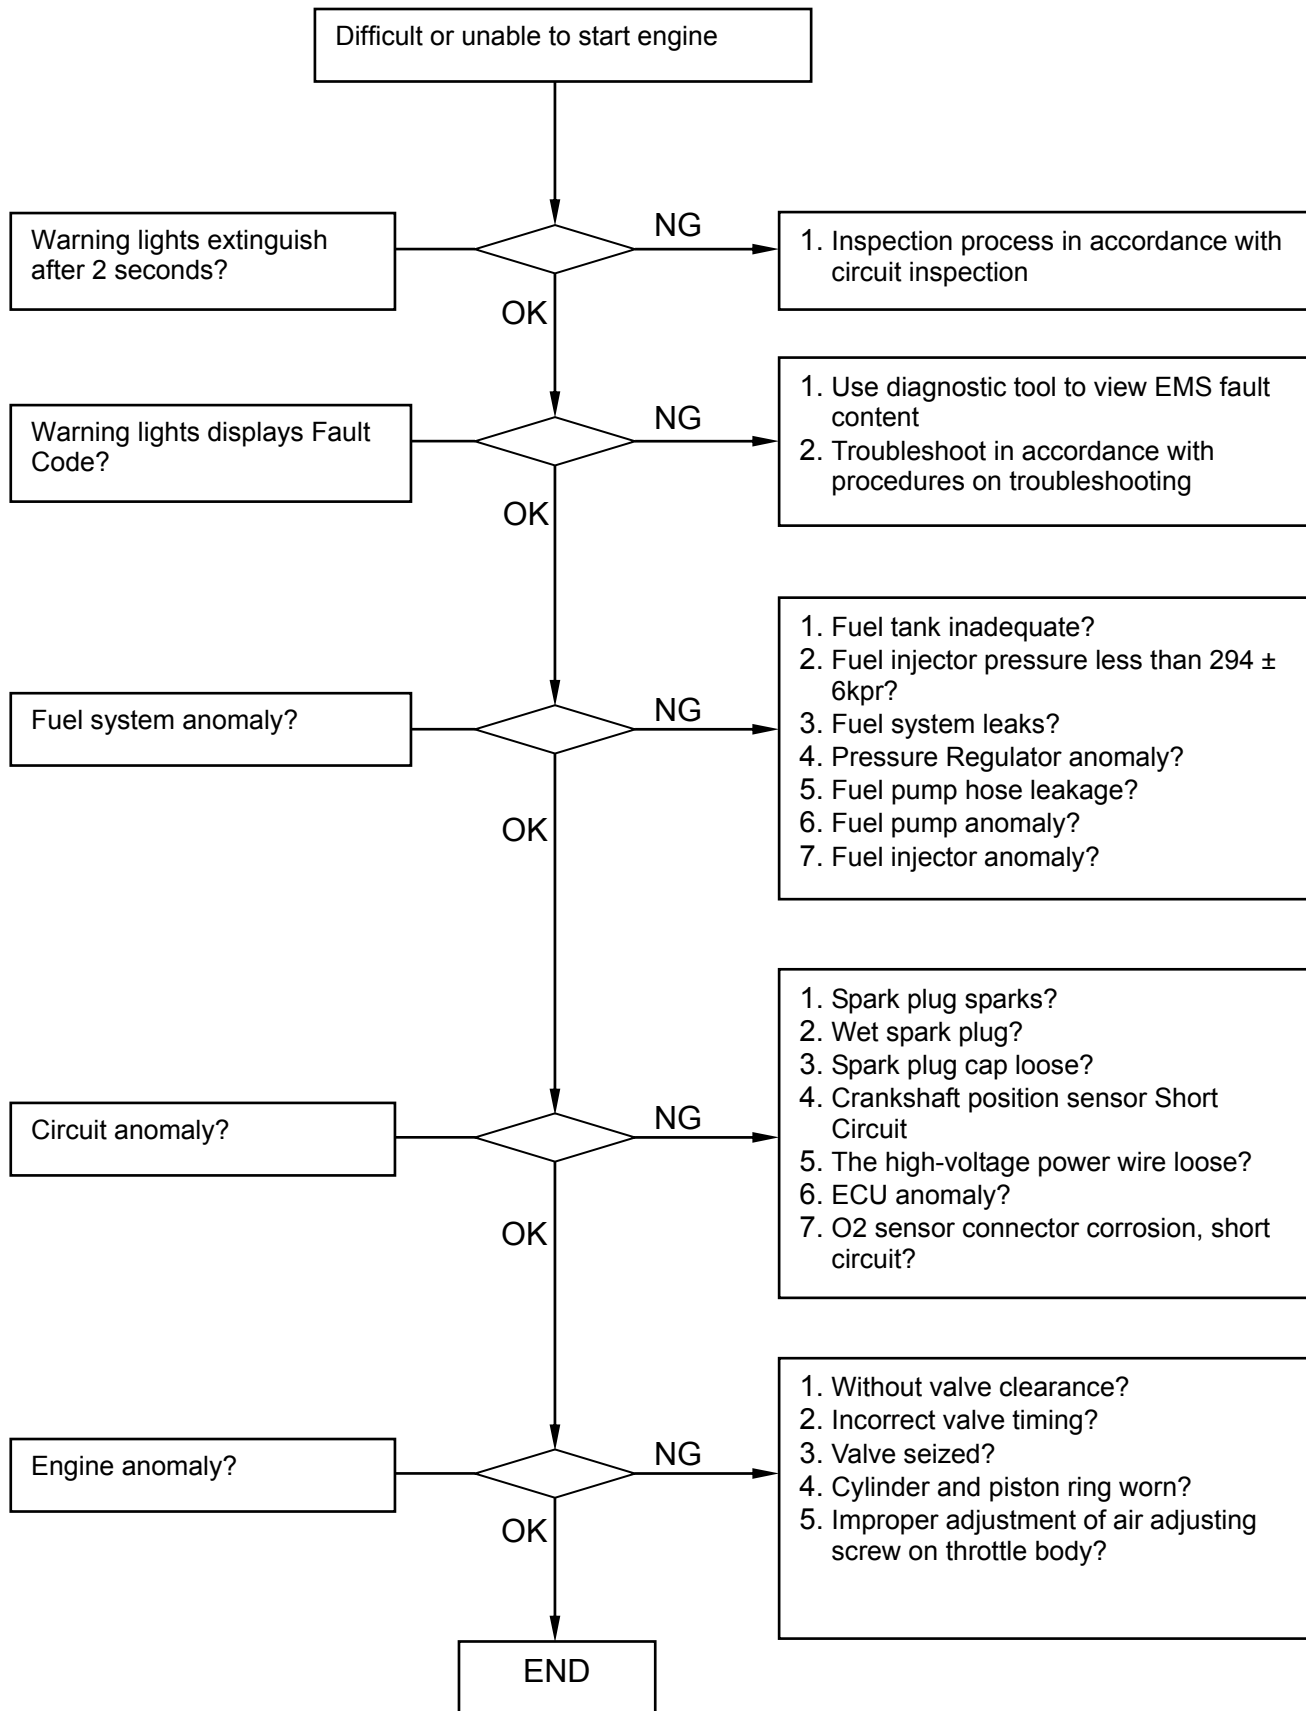 Difficult or unable to start engine
Warning lights extinguish
after 2 seconds?
NG
1. Inspection process in accordance with
circuit inspection
OK
Warning lights displays Fault
Code?
NG
1. Use diagnostic tool to view EMS fault
content
2. Troubleshoot in accordance with
procedures on troubleshooting
OK
Fuel system anomaly?
NG
1. Fuel tank inadequate?
2. Fuel injector pressure less than 294 ±
6kpr?
3. Fuel system leaks?
4. Pressure Regulator anomaly?
5. Fuel pump hose leakage?
6. Fuel pump anomaly?
7. Fuel injector anomaly?
OK
Circuit anomaly?
NG
1. Spark plug sparks?
2. Wet spark plug?
3. Spark plug cap loose?
4. Crankshaft position sensor Short
Circuit
5. The high-voltage power wire loose?
6. ECU anomaly?
7. O2 sensor connector corrosion, short
circuit?
OK
Engine anomaly?
NG
1. Without valve clearance?
2. Incorrect valve timing?
3. Valve seized?
4. Cylinder and piston ring worn?
5. Improper adjustment of air adjusting
screw on throttle body?
OK
END